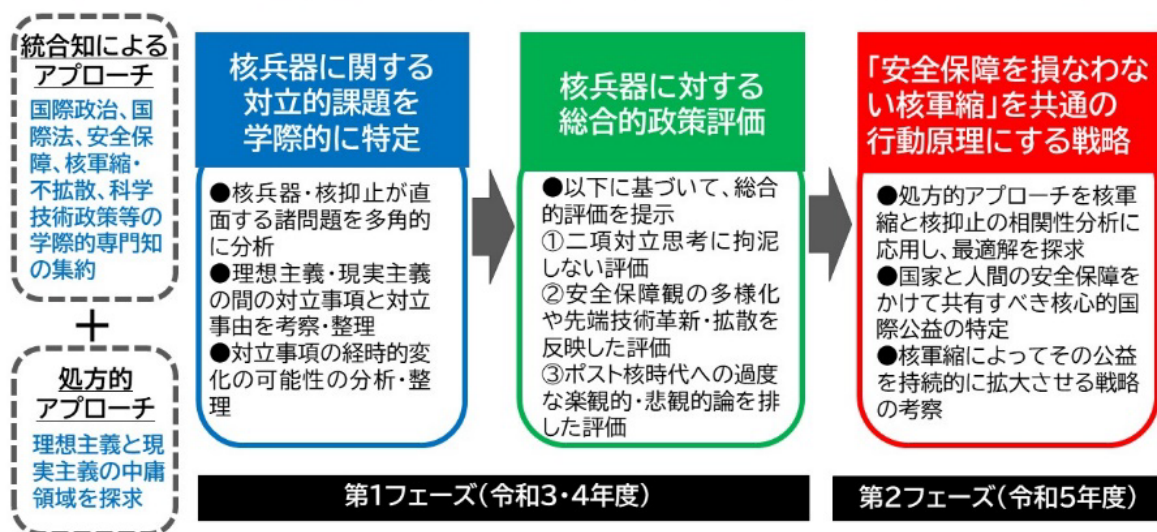 統合知による
アプローチ
国際政治、国
際法、安全保
障、核軍縮・
不拡散、科学
技術政策等の
学際的専門知
の集約
+
処方的
アプローチ
理想主義と現
実主義の中庸
領域を探求
核兵器に関する
対立的課題を
学際的に特定
●核兵器・核抑止が直
面する諸問題を多角的
に分析
●理想主義・現実主義
の間の対立事項と対立
事由を考察・整理
●対立事項の経時的変
化の可能性の分析・整
理
核兵器に対する
総合的政策評価
●以下に基づいて、総合
的評価を提示
①二項対立思考に拘泥
しない評価
②安全保障観の多様化
や先端技術革新・拡散を
反映した評価
③ポスト核時代への過度
な楽観的・悲観的論を排
した評価
「安全保障を損なわな
い核軍縮」を共通の
行動原理にする戦略
●処方的アプローチを核軍
縮と核抑止の相関性分析に
応用し、最適解を探求
●国家と人間の安全保障を
かけて共有すべき核心的国
際公益の特定
●核軍縮によってその公益
を持続的に拡大させる戦略
の考察
第1フェーズ(令和3・4年度)
第2フェーズ(令和5年度)